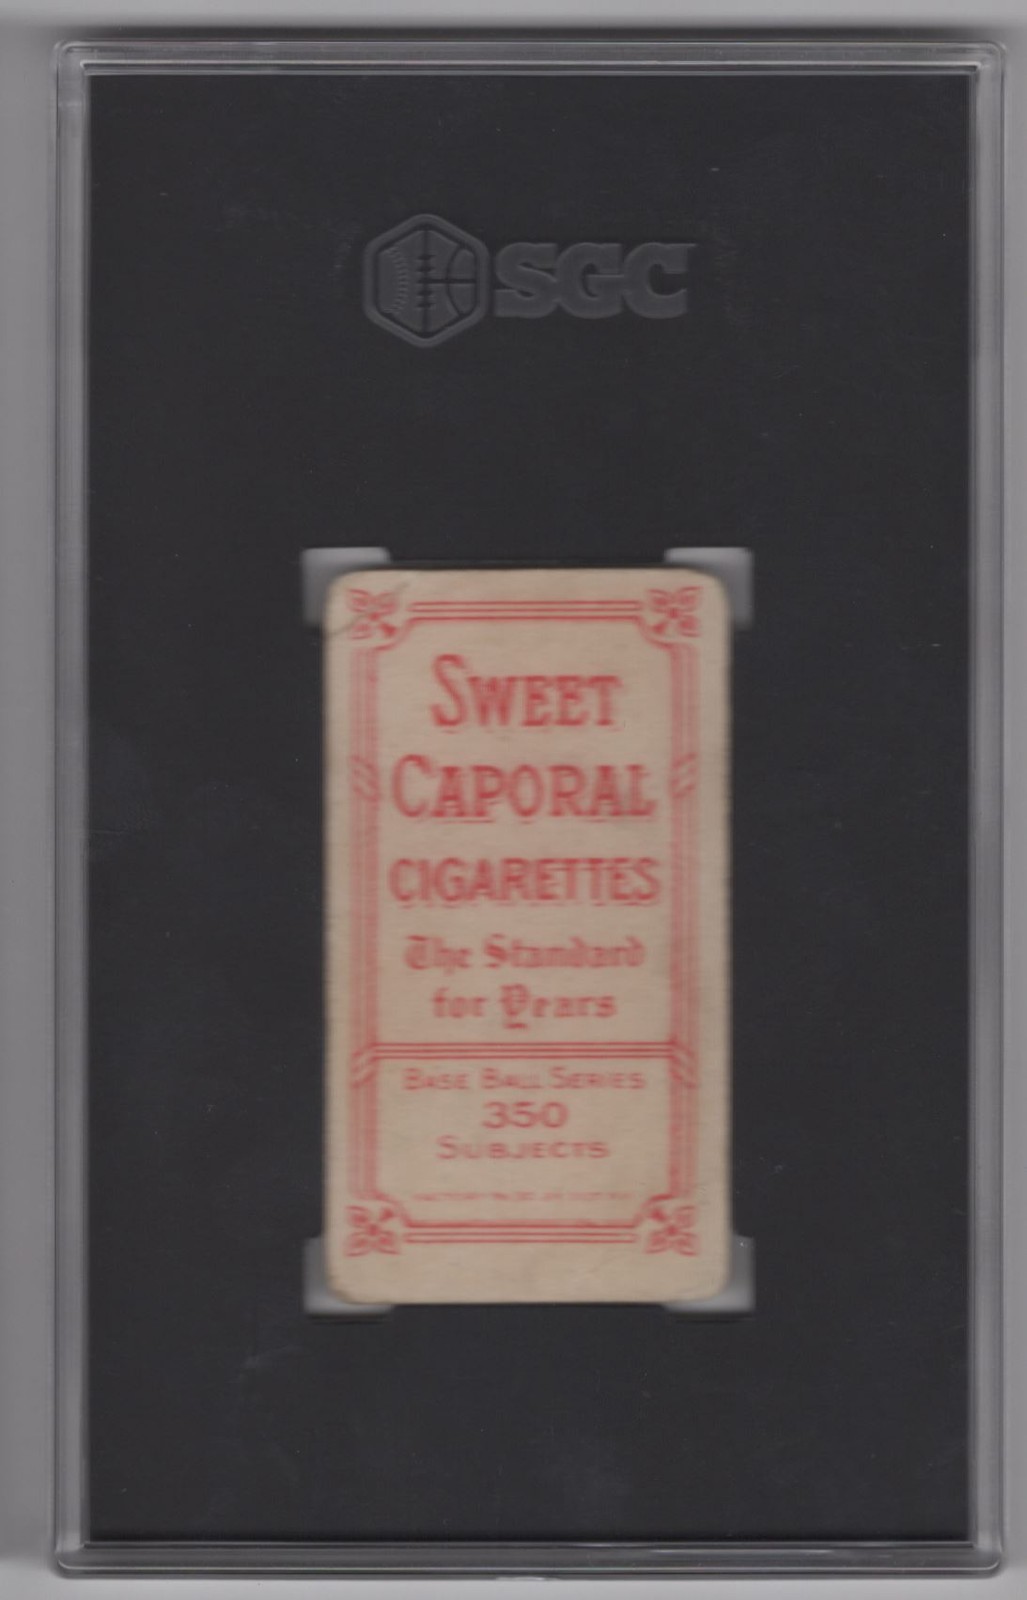 SGC
SWEET
CAPORAL
CIGARETTES
The Standard
for Years
BASE BALL SERIES
350
SUBJECTS